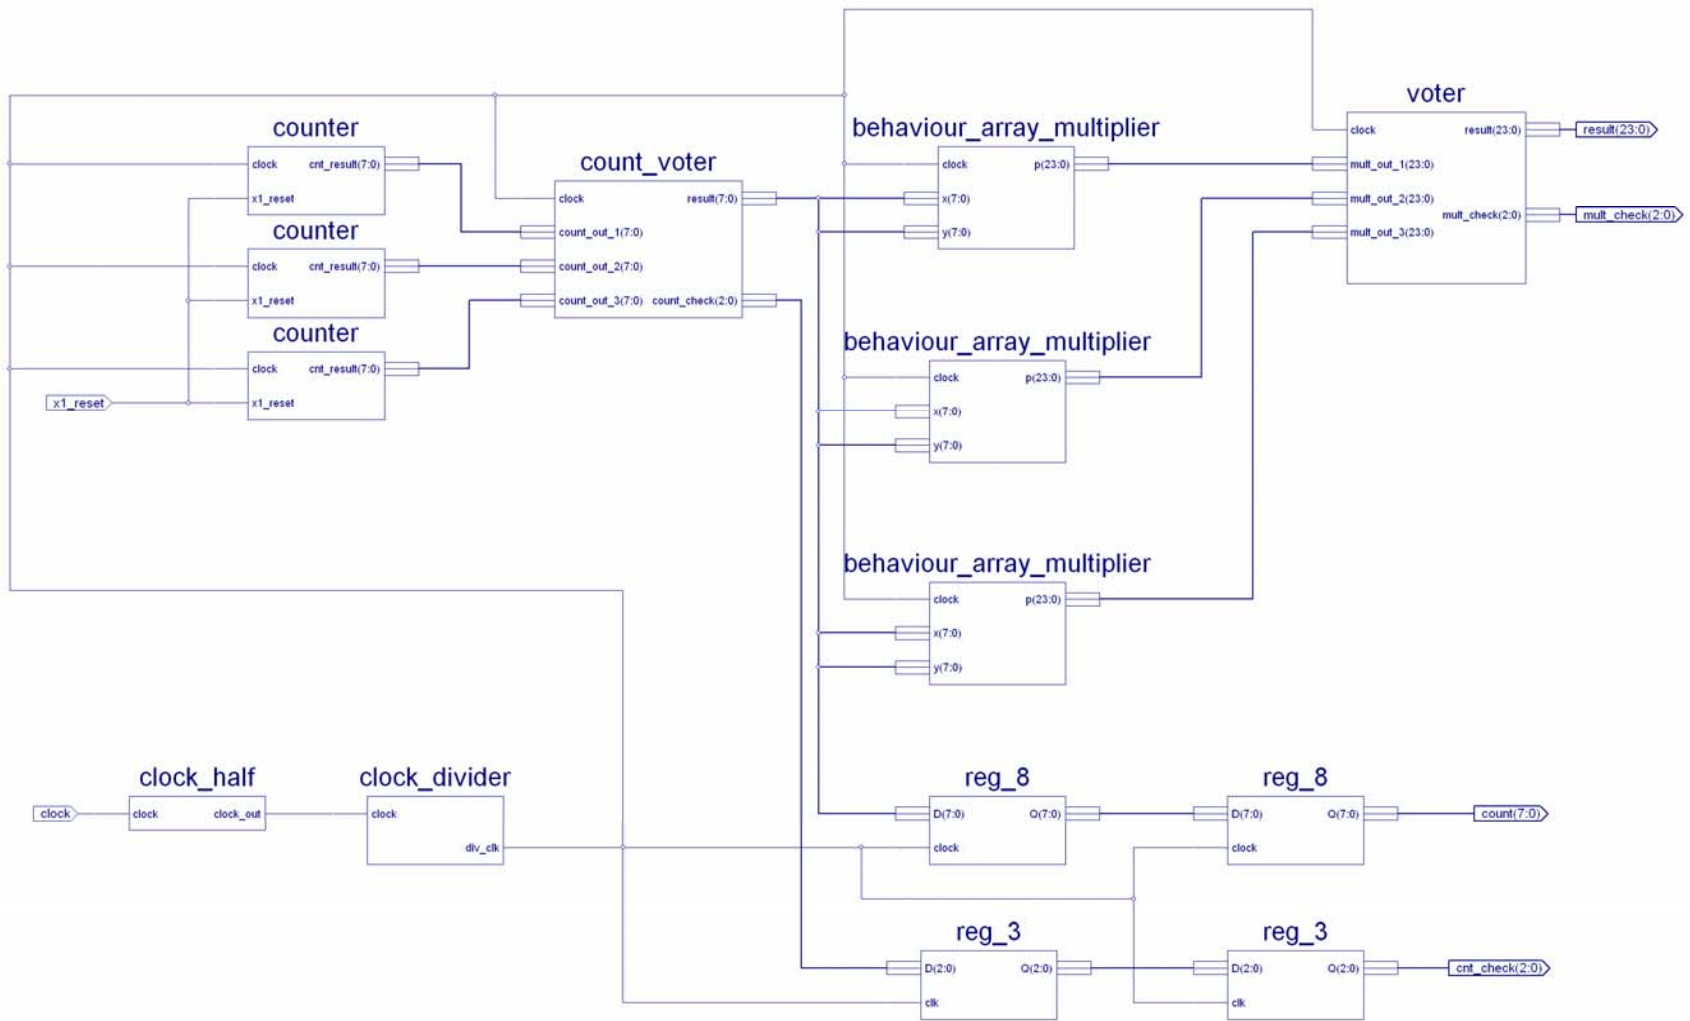 voter
clock result(23:0) result(23:0)
mult_out_1(23:0)
mult_out_2(23:0)
mult_check(2:0) mult_check(2:0)
mult_out_3(23:0)
counter
clock cnt_result(7:0)
x1_reset
counter
clock cnt_result(7:0)
x1_reset
counter
clock cnt_result(7:0)
x1_reset x1_reset
count_voter
clock result(7:0)
count_out_1(7:0)
count_out_2(7:0)
count_out_3(7:0) count_check(2:0)
behaviour_array_multiplier
clock p(23:0)
x(7:0)
y(7:0)
behaviour_array_multiplier
clock p(23:0)
x(7:0)
y(7:0)
behaviour_array_multiplier
clock p(23:0)
x(7:0)
y(7:0)
clock_half
clock clock clock_out
clock_divider
clock
div_clk
reg_8
D(7:0) Q(7:0)
clock
reg_8
D(7:0) Q(7:0) count(7:0)
clock
reg_3
D(2:0) Q(2:0)
clk
reg_3
D(2:0) Q(2:0) cnt_check(2:0)
clk